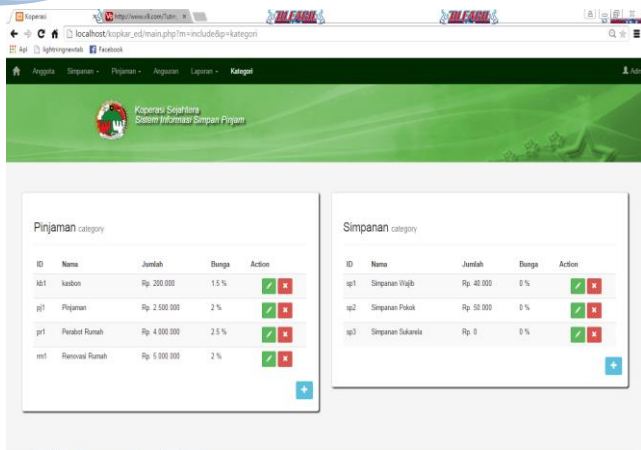 Koperasi
http://www.v8.com/Tutin_
BLEACH
BLEACH
localhost/kopkar_ed/main.php?m=include&p=kategori
Apl lightningnewtab Facebook
Anggota Simpanan Pinjaman Angsuran Laporan Kategori
Koperasi Sejahtera
Sistem Informasi Simpan Pinjam
Pinjaman category
ID Nama Jumlah Bunga Action
kb1 kasbon Rp. 200.000 1.5 %
pj1 Pinjaman Rp. 2.500.000 2 %
pr1 Perabot Rumah Rp. 4.000.000 2.5 %
rm1 Renovasi Rumah Rp. 5.000.000 2 %
Simpanan category
ID Nama Jumlah Bunga Action
sp1 Simpanan Wajib Rp. 40.000 0 %
sp2 Simpanan Pokok Rp. 50.000 0 %
sp3 Simpanan Sukarela Rp. 0 0 %